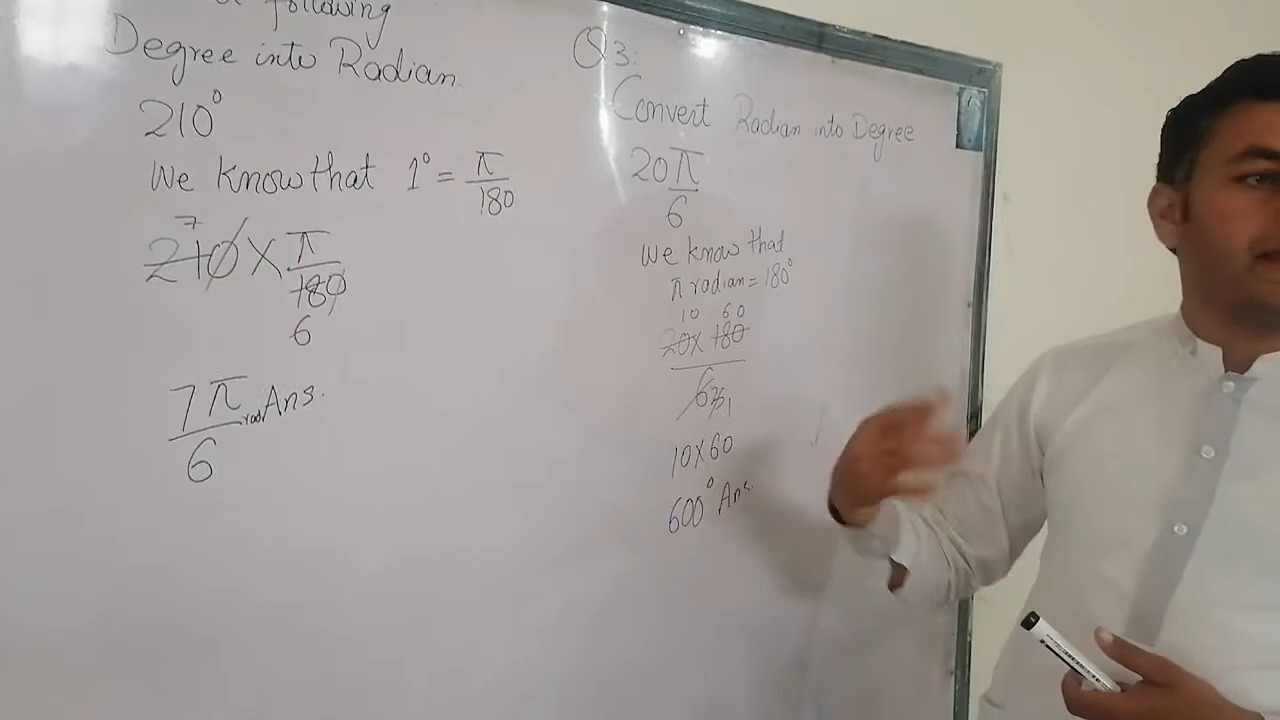 following
Degree into Radian.
210°
We know that 1° = π/180
7
210 X π/180
6
7π/6 rad Ans.
Q3:
Convert Radian into Degree
20π/6
We know that
π radian = 180°
10 60
20 x 180
6 3 1
10 X 60
600° Ans